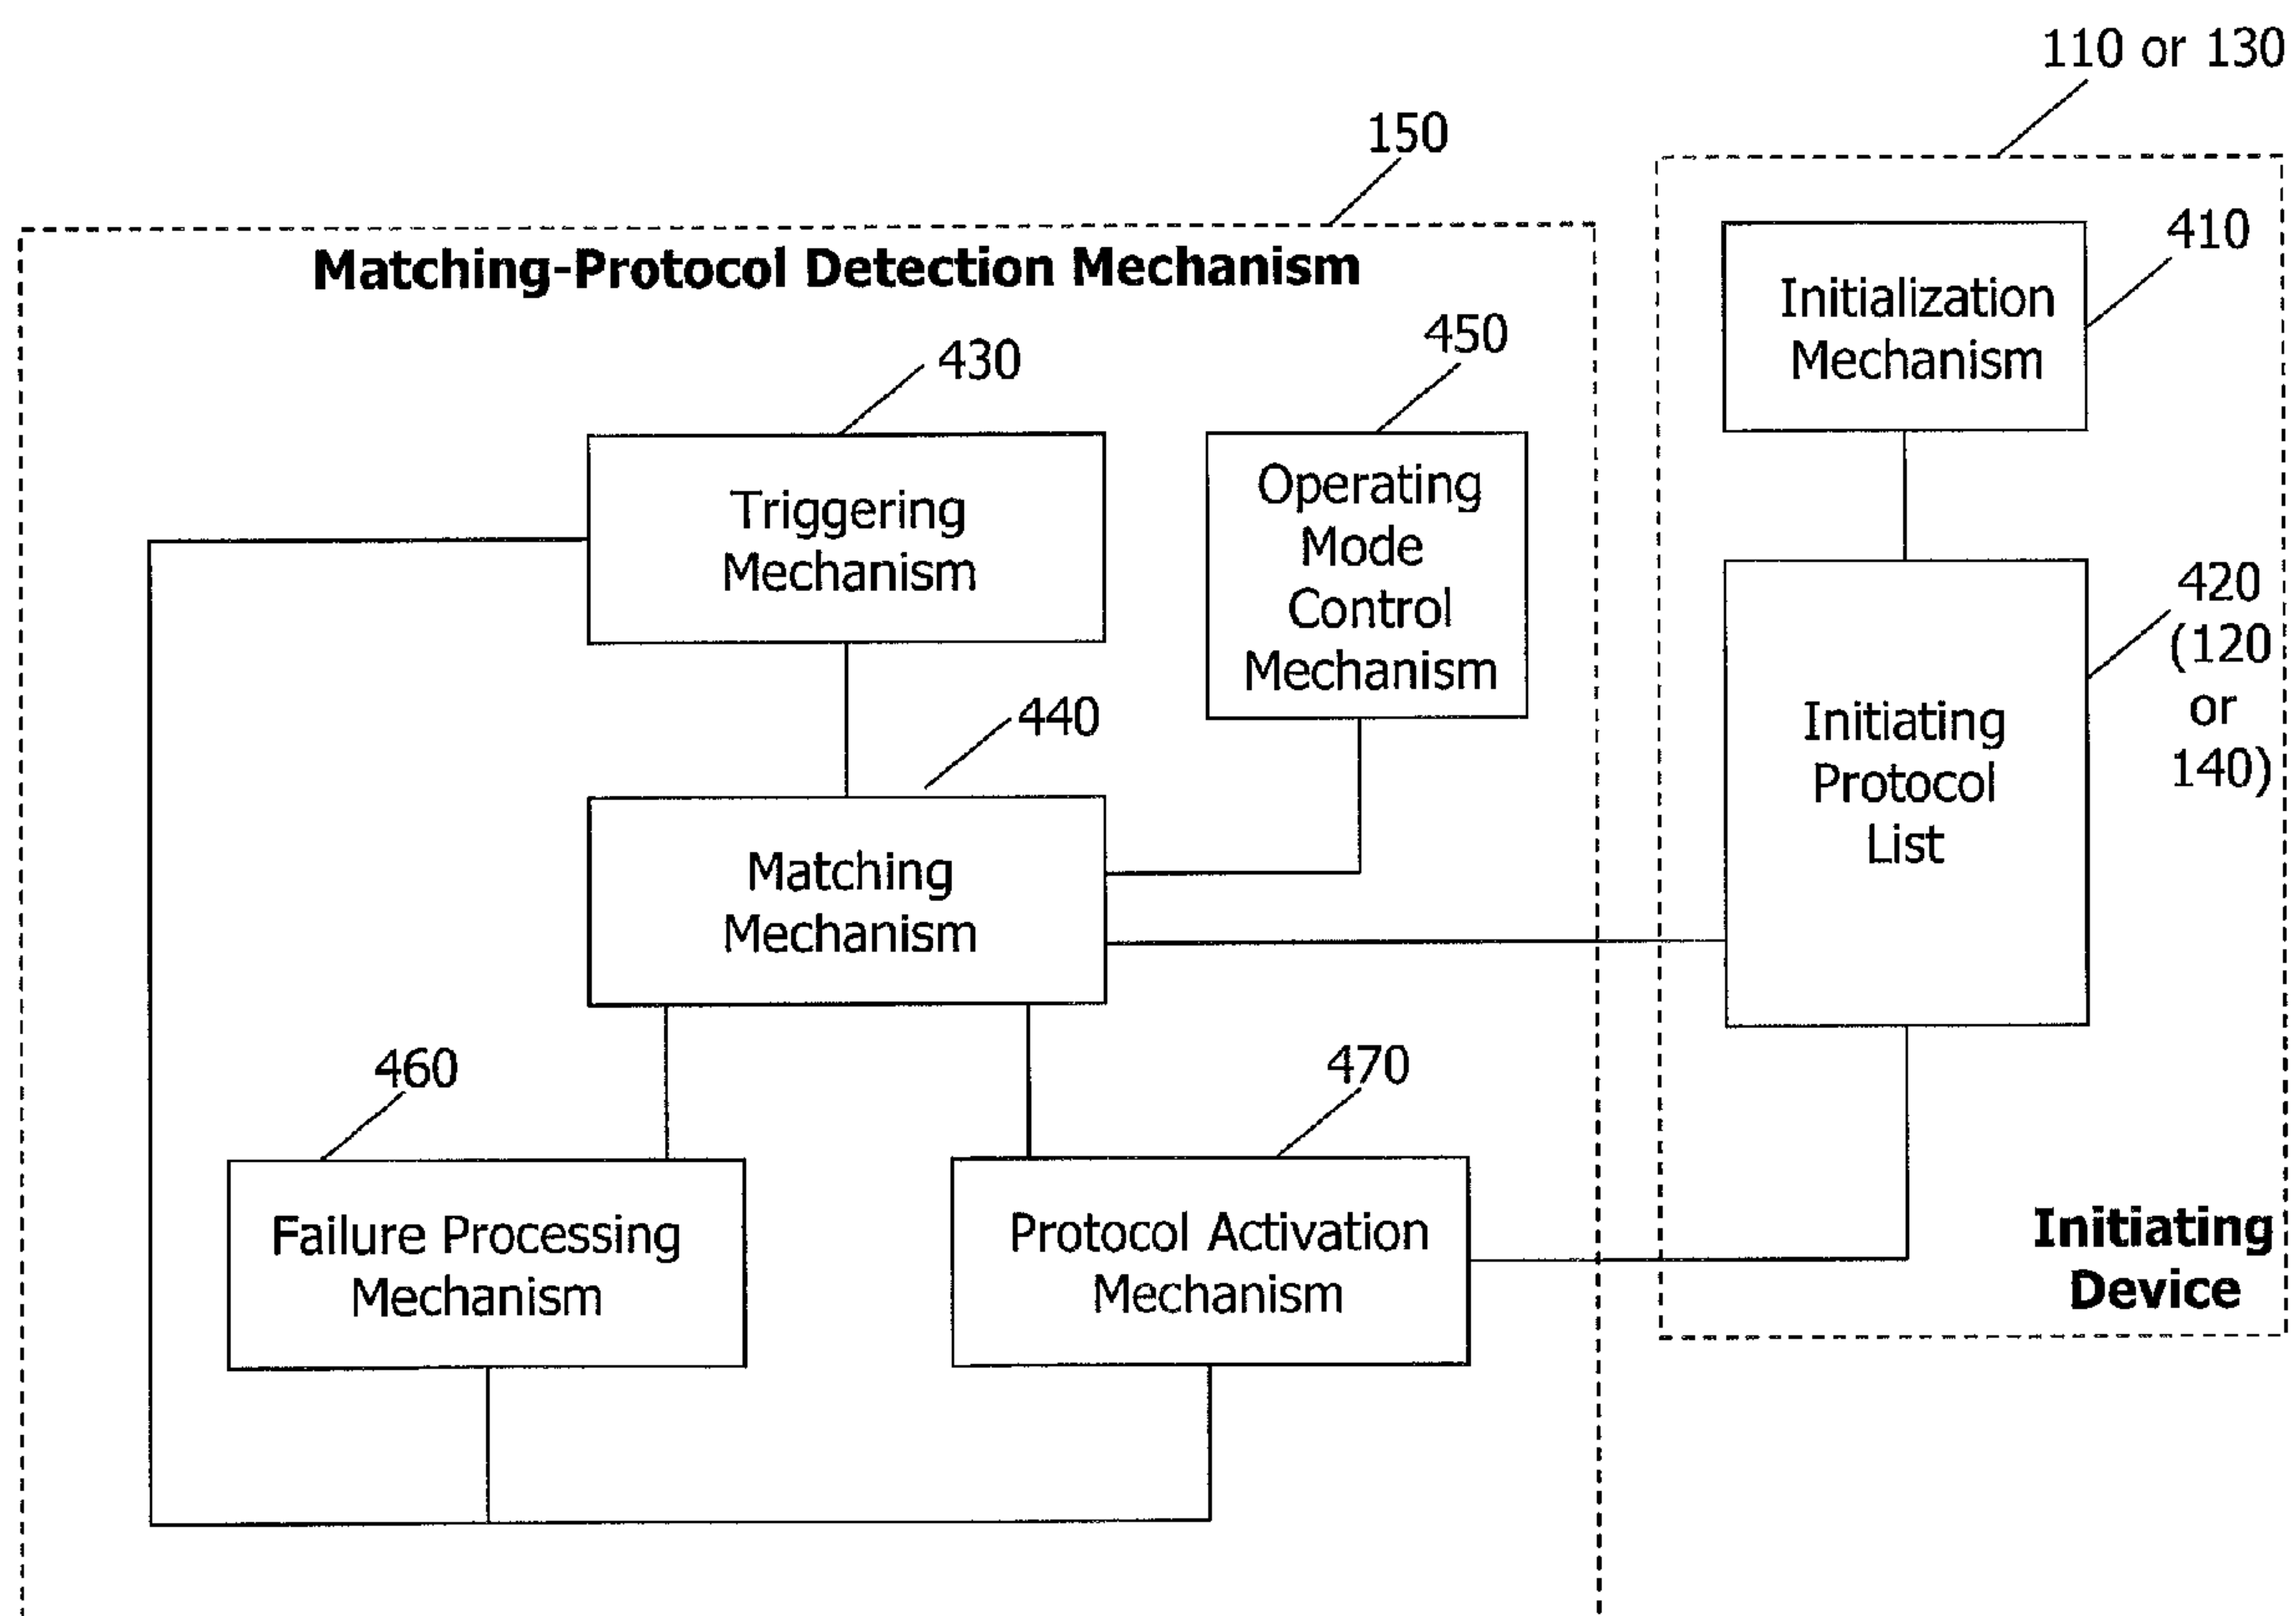 110 or 130
150
Matching-Protocol Detection Mechanism
410
Initialization
Mechanism
430
450
Triggering
Mechanism
Operating
Mode
Control
Mechanism
420
(120
or
140)
440
Initiating
Protocol
List
Matching
Mechanism
460
470
Failure Processing
Mechanism
Protocol Activation
Mechanism
Initiating
Device